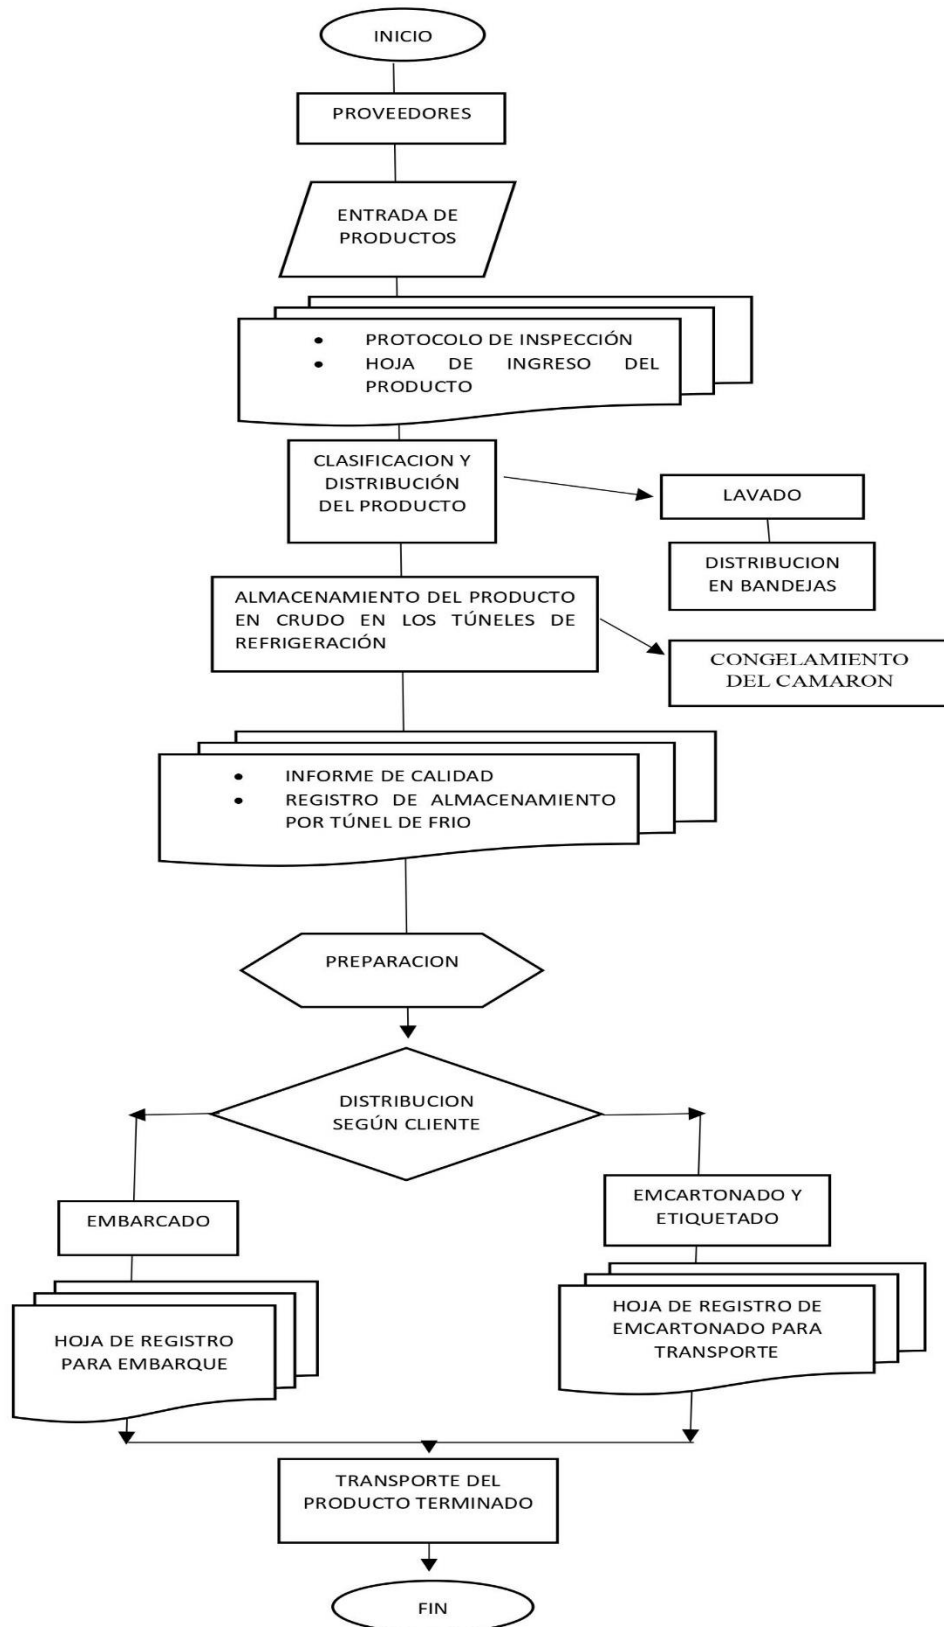 INICIO
PROVEEDORES
ENTRADA DE
PRODUCTOS
• PROTOCOLO DE INSPECCIÓN
• HOJA DE INGRESO DEL
PRODUCTO
CLASIFICACION Y
DISTRIBUCIÓN
DEL PRODUCTO
LAVADO
DISTRIBUCION
EN BANDEJAS
ALMACENAMIENTO DEL PRODUCTO
EN CRUDO EN LOS TÚNELES DE
REFRIGERACIÓN
CONGELAMIENTO
DEL CAMARON
• INFORME DE CALIDAD
• REGISTRO DE ALMACENAMIENTO
POR TÚNEL DE FRIO
PREPARACION
DISTRIBUCION
SEGÚN CLIENTE
EMBARCADO
EMCARTONADO Y
ETIQUETADO
HOJA DE REGISTRO
PARA EMBARQUE
HOJA DE REGISTRO DE
EMCARTONADO PARA
TRANSPORTE
TRANSPORTE DEL
PRODUCTO TERMINADO
FIN